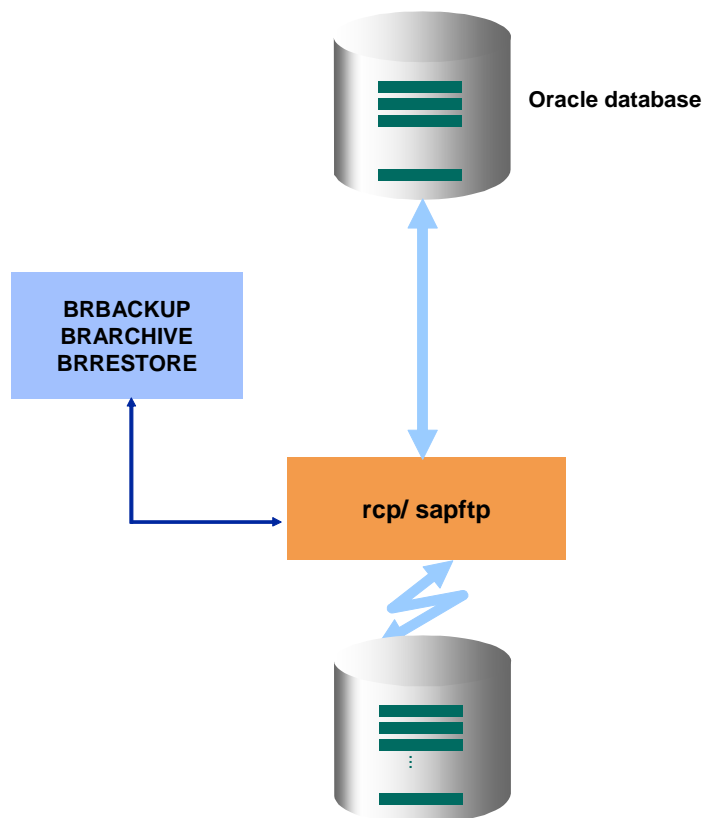 Oracle database
BRBACKUP
BRARCHIVE
BRRESTORE
rcp/ sapftp